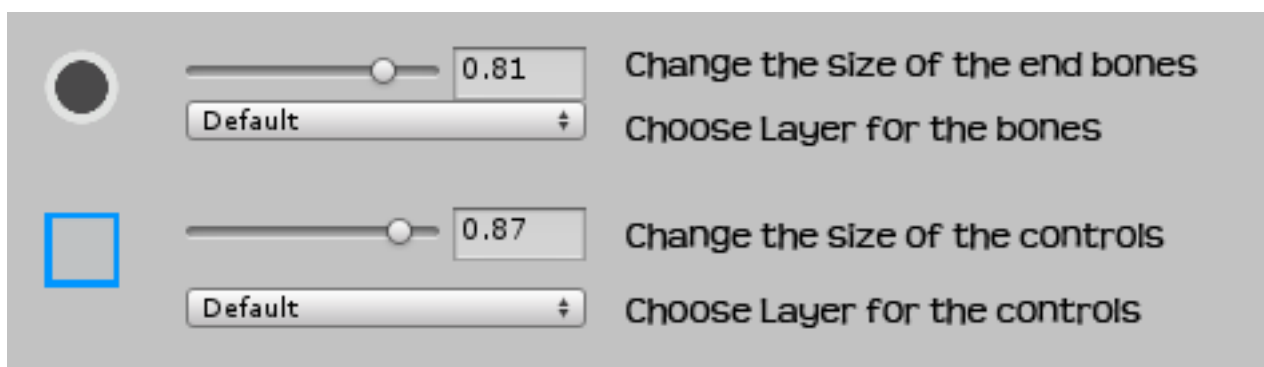 0.81 Change the size of the end bones
Default Choose Layer for the bones
0.87 Change the size of the controls
Default Choose Layer for the controls